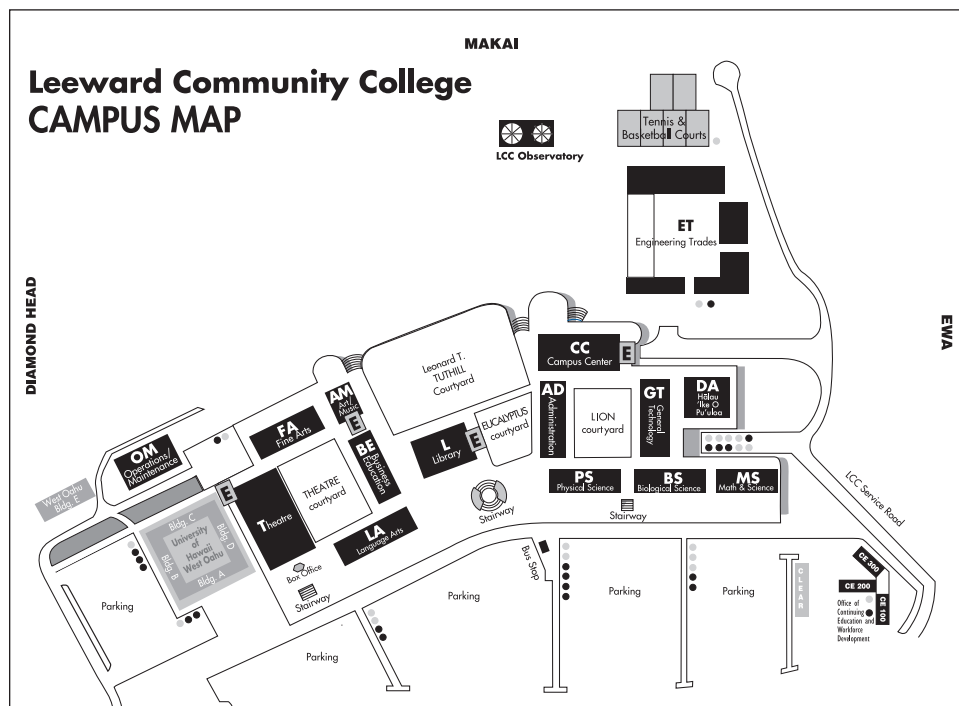 MAKAI
Leeward Community College
CAMPUS MAP
Tennis &
Basketball Courts
LCC Observatory
ET
Engineering Trades
DIAMOND HEAD
EWA
CC
Campus Center
E
Leonard T.
TUTHILL
Courtyard
AM
Art/
Music
E
AD
Administration
LION
courtyard
GT
General
Technology
DA
Hālau
'Ike O
Pu'uloa
FA
Fine Arts
EUCALYPTUS
courtyard
L
Library
E
BE
Business
Education
OM
Operations/
Maintenance
West Oahu
Bldg. E
E
THEATRE
courtyard
Theatre
PS
Physical Science
BS
Biological Science
MS
Math & Science
LCC Service Road
Stairway
Stairway
LA
Language Arts
Bldg. C
Bldg. D
University
of
Hawaii
West Oahu
Bldg. B
Bldg. A
Box Office
Stairway
Bus Stop
Parking
Parking
Parking
Parking
Parking
CLEAR
CE 300
CE 200
CE 100
Office of
Continuing
Education and
Workforce
Development